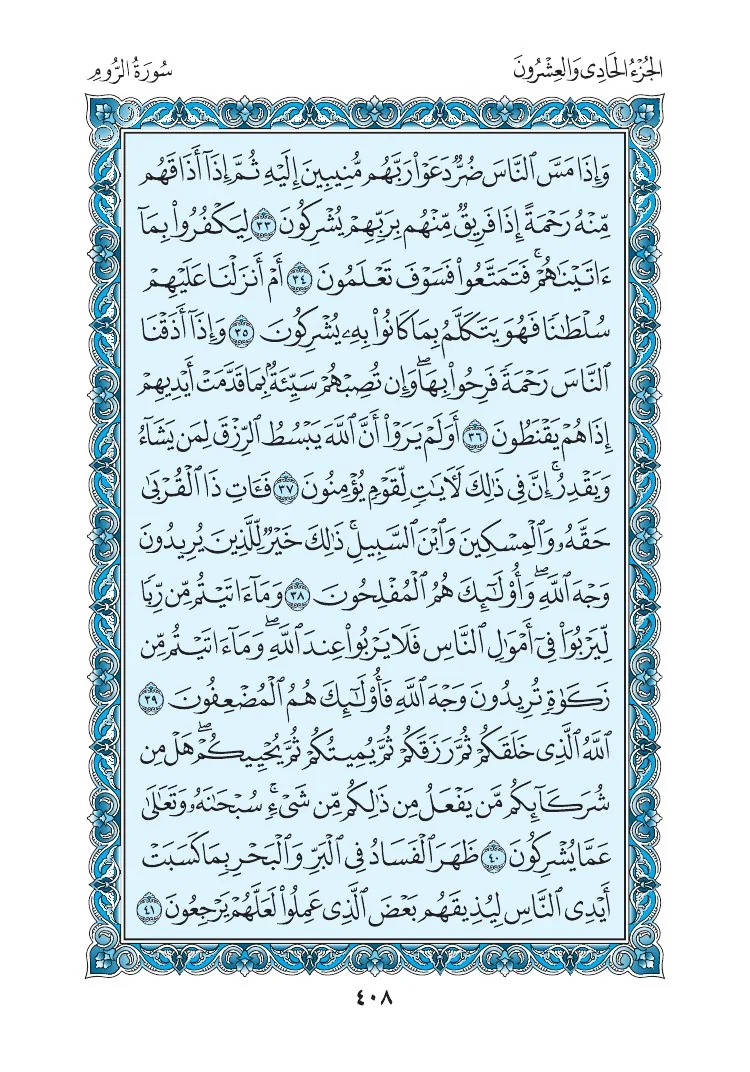 الجُزْءُ الحَادِى وَالعِشْرُونَ
سُورَةُ الرُّومِ
وَإِذَا مَسَّ ٱلنَّاسَ ضُرٌّ دَعَوْا۟ رَبَّهُم مُّنِيبِينَ إِلَيْهِ ثُمَّ إِذَآ أَذَاقَهُم
مِّنْهُ رَحْمَةً إِذَا فَرِيقٌ مِّنْهُم بِرَبِّهِمْ يُشْرِكُونَ ٣٣ لِيَكْفُرُوا۟ بِمَآ
ءَاتَيْنَٰهُمْ ۚ فَتَمَتَّعُوا۟ فَسَوْفَ تَعْلَمُونَ ٣٤ أَمْ أَنزَلْنَا عَلَيْهِمْ
سُلْطَٰنًا فَهُوَ يَتَكَلَّمُ بِمَا كَانُوا۟ بِهِۦ يُشْرِكُونَ ٣٥ وَإِذَآ أَذَقْنَا
ٱلنَّاسَ رَحْمَةً فَرِحُوا۟ بِهَا ۖ وَإِن تُصِبْهُمْ سَيِّئَةٌۢ بِمَا قَدَّمَتْ أَيْدِيهِمْ
إِذَا هُمْ يَقْنَطُونَ ٣٦ أَوَلَمْ يَرَوْا۟ أَنَّ ٱللَّهَ يَبْسُطُ ٱلرِّزْقَ لِمَن يَشَآءُ
وَيَقْدِرُ ۚ إِنَّ فِى ذَٰلِكَ لَءَايَٰتٍ لِّقَوْمٍ يُؤْمِنُونَ ٣٧ فَـَٔاتِ ذَا ٱلْقُرْبَىٰ
حَقَّهُۥ وَٱلْمِسْكِينَ وَٱبْنَ ٱلسَّبِيلِ ۚ ذَٰلِكَ خَيْرٌ لِّلَّذِينَ يُرِيدُونَ
وَجْهَ ٱللَّهِ ۖ وَأُو۟لَٰٓئِكَ هُمُ ٱلْمُفْلِحُونَ ٣٨ وَمَآ ءَاتَيْتُم مِّن رِّبًا
لِّيَرْبُوَا۟ فِىٓ أَمْوَٰلِ ٱلنَّاسِ فَلَا يَرْبُوا۟ عِندَ ٱللَّهِ ۖ وَمَآ ءَاتَيْتُم مِّن
زَكَوٰةٍ تُرِيدُونَ وَجْهَ ٱللَّهِ فَأُو۟لَٰٓئِكَ هُمُ ٱلْمُضْعِفُونَ ٣٩
ٱللَّهُ ٱلَّذِى خَلَقَكُمْ ثُمَّ رَزَقَكُمْ ثُمَّ يُمِيتُكُمْ ثُمَّ يُحْيِيكُمْ ۖ هَلْ مِن
شُرَكَآئِكُم مَّن يَفْعَلُ مِن ذَٰلِكُم مِّن شَىْءٍ ۚ سُبْحَٰنَهُۥ وَتَعَٰلَىٰ
عَمَّا يُشْرِكُونَ ٤٠ ظَهَرَ ٱلْفَسَادُ فِى ٱلْبَرِّ وَٱلْبَحْرِ بِمَا كَسَبَتْ
أَيْدِى ٱلنَّاسِ لِيُذِيقَهُم بَعْضَ ٱلَّذِى عَمِلُوا۟ لَعَلَّهُمْ يَرْجِعُونَ ٤١
٤٠٨